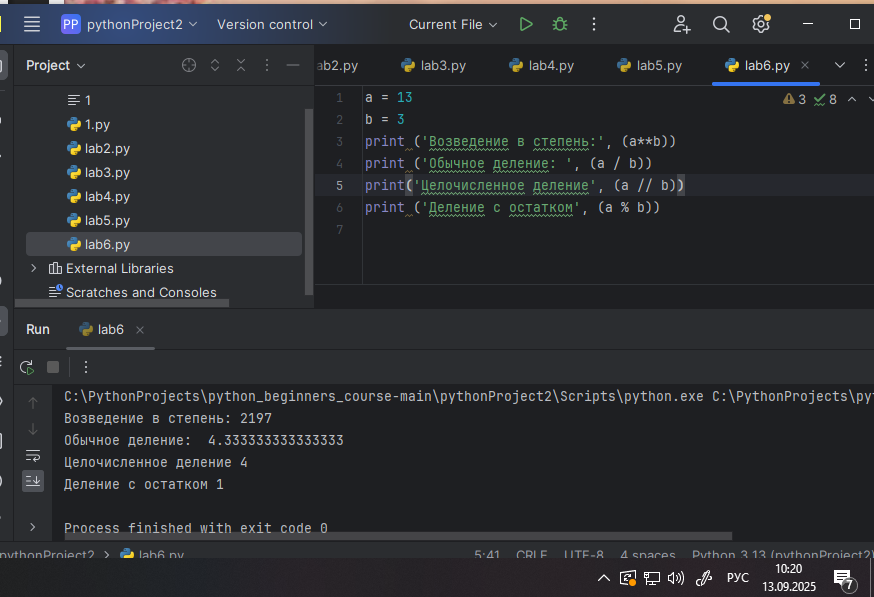 PP pythonProject2 Version control Current File
Project
ab2.py lab3.py lab4.py lab5.py lab6.py
1
1.py
lab2.py
lab3.py
lab4.py
lab5.py
lab6.py
External Libraries
Scratches and Consoles
3 8
1 a = 13
2 b = 3
3 print ('Возведение в степень:', (a**b))
4 print ('Обычное деление: ', (a / b))
5 print('Целочисленное деление', (a // b))
6 print ('Деление с остатком', (a % b))
7
Run lab6
C:\PythonProjects\python_beginners_course-main\pythonProject2\Scripts\python.exe C:\PythonProjects\pyt
Возведение в степень: 2197
Обычное деление:  4.333333333333333
Целочисленное деление 4
Деление с остатком 1
Process finished with exit code 0
pythonProject2 lab6.py 5:41 CRLF UTF-8 4 spaces Python 3.13 (pythonProject2)
РУС 10:20
13.09.2025
7